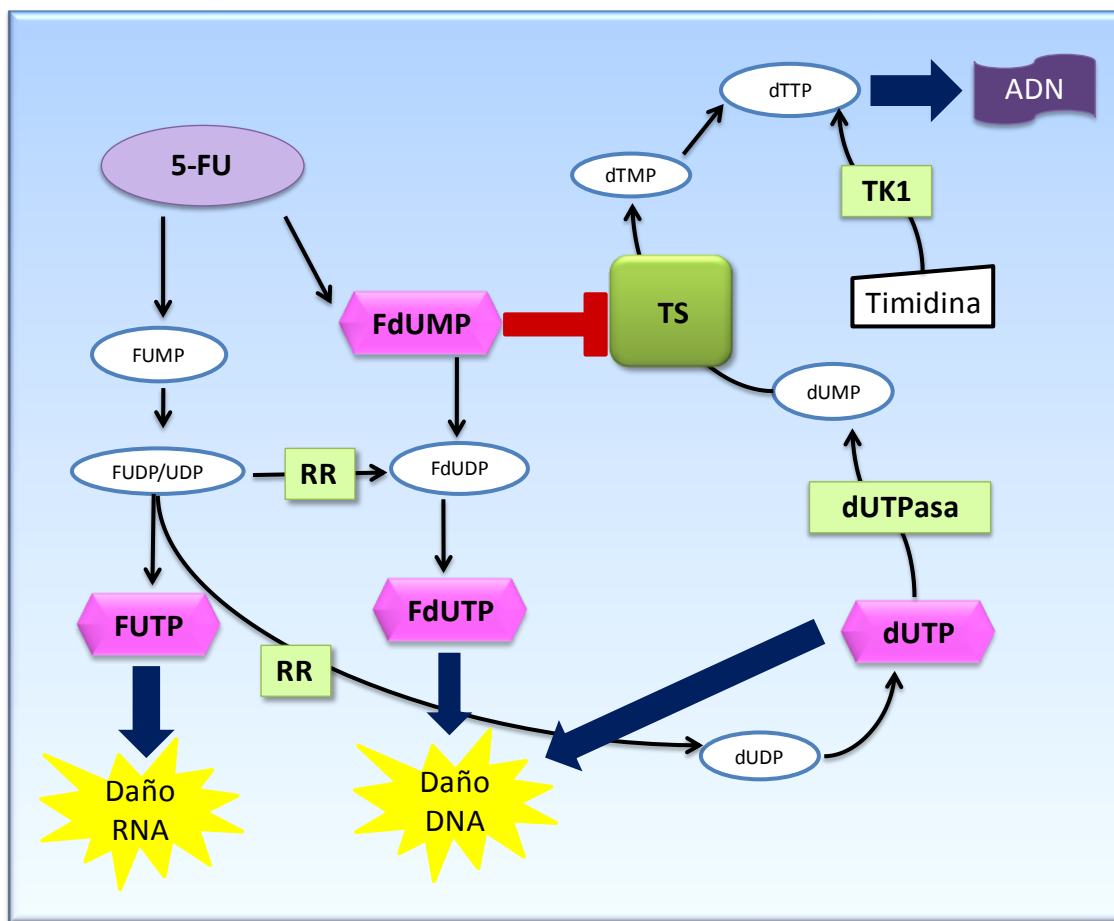 ADN
dTTP
5-FU
dTMP
TK1
Timidina
FdUMP
TS
FUMP
dUMP
FUDP/UDP
RR
FdUDP
dUTPasa
FUTP
FdUTP
dUTP
RR
dUDP
Daño
RNA
Daño
DNA